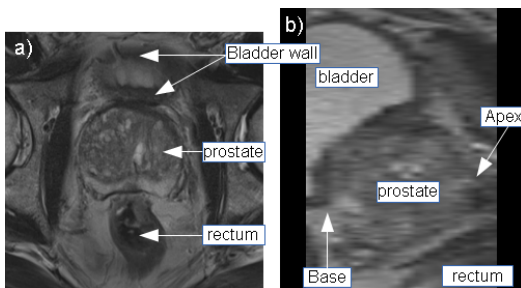 a)
Bladder wall
prostate
rectum
b)
bladder
Apex
prostate
Base
rectum